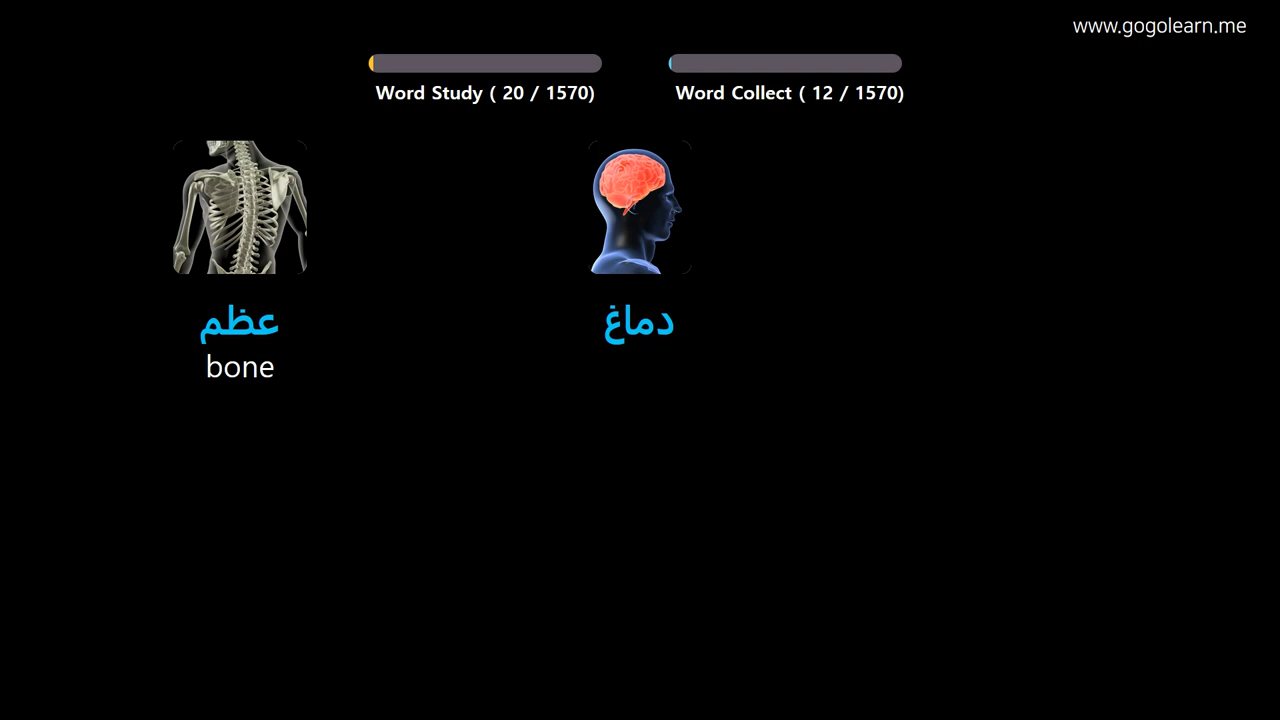 www.gogolearn.me
Word Study ( 20 / 1570)
Word Collect ( 12 / 1570)
عظم
bone
دماغ